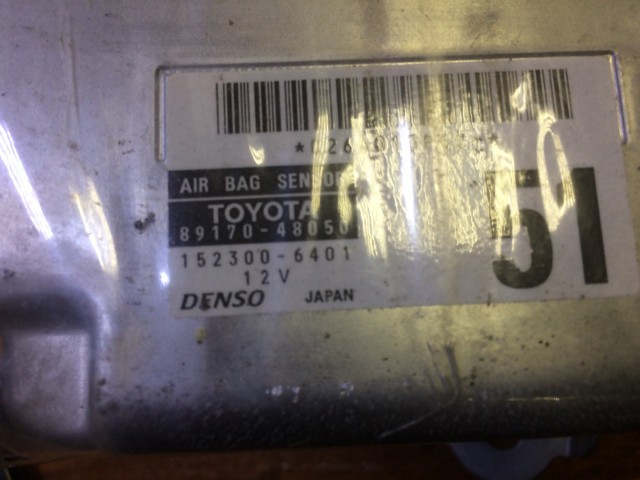 AIR BAG SENSOR
TOYOTA
89170-48050
152300-6401
12V
DENSO JAPAN
51